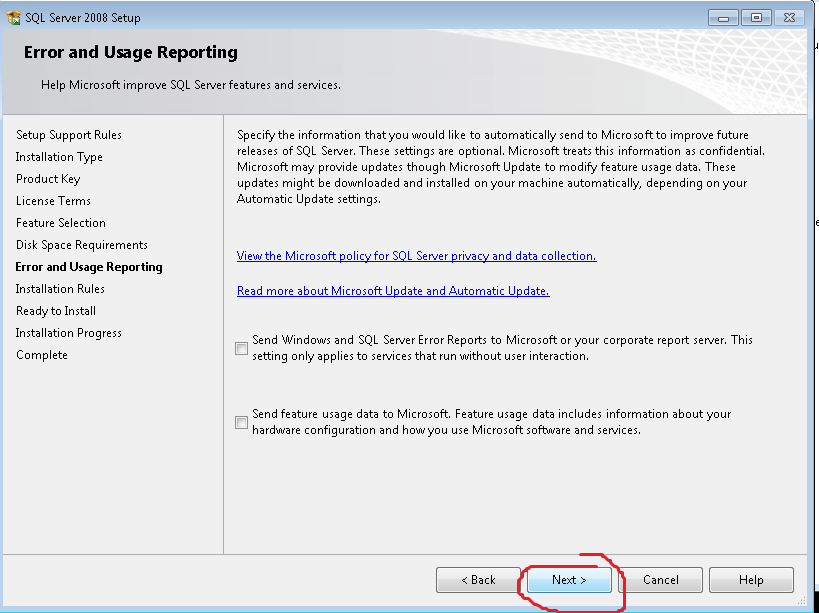 SQL Server 2008 Setup
Error and Usage Reporting
Help Microsoft improve SQL Server features and services.
Setup Support Rules
Installation Type
Product Key
License Terms
Feature Selection
Disk Space Requirements
Error and Usage Reporting
Installation Rules
Ready to Install
Installation Progress
Complete
Specify the information that you would like to automatically send to Microsoft to improve future
releases of SQL Server. These settings are optional. Microsoft treats this information as confidential.
Microsoft may provide updates though Microsoft Update to modify feature usage data. These
updates might be downloaded and installed on your machine automatically, depending on your
Automatic Update settings.
View the Microsoft policy for SQL Server privacy and data collection.
Read more about Microsoft Update and Automatic Update.
Send Windows and SQL Server Error Reports to Microsoft or your corporate report server. This
setting only applies to services that run without user interaction.
Send feature usage data to Microsoft. Feature usage data includes information about your
hardware configuration and how you use Microsoft software and services.
< Back
Next >
Cancel
Help